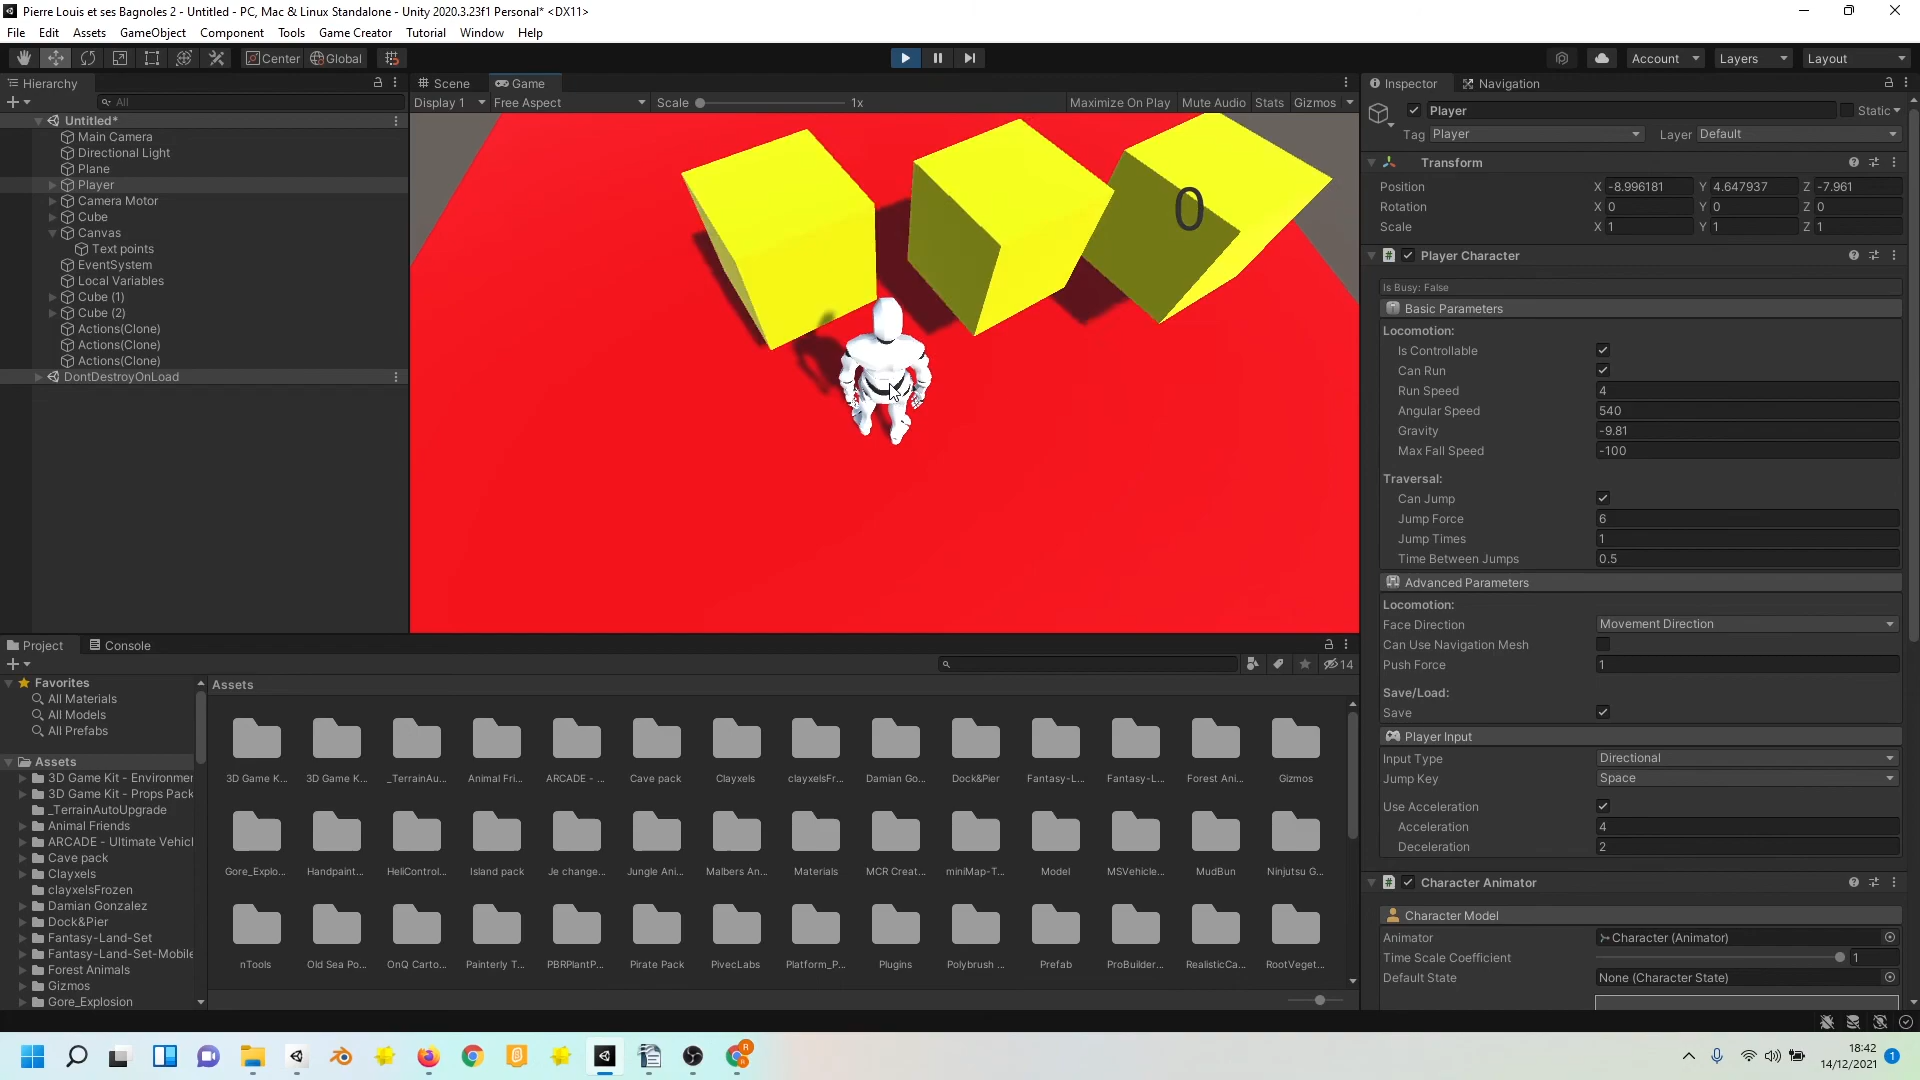 Pierre Louis et ses Bagnoles 2 - Untitled - PC, Mac & Linux Standalone - Unity 2020.3.23f1 Personal* <DX11>
File Edit Assets GameObject Component Tools Game Creator Tutorial Window Help
Center Global Account Layers Layout
Hierarchy Scene Game Inspector Navigation
All Display 1 Free Aspect Scale 1x Maximize On Play Mute Audio Stats Gizmos
Player Static
Tag Player Layer Default
Untitled*
Main Camera
Directional Light
Plane
Player
Camera Motor
Cube
Canvas
Text points
EventSystem
Local Variables
Cube (1)
Cube (2)
Actions(Clone)
Actions(Clone)
Actions(Clone)
DontDestroyOnLoad
0
Transform
Position X -8.996181 Y 4.647937 Z -7.961
Rotation X 0 Y 0 Z 0
Scale X 1 Y 1 Z 1
Player Character
Is Busy: False
Basic Parameters
Locomotion:
Is Controllable
Can Run
Run Speed 4
Angular Speed 540
Gravity -9.81
Max Fall Speed -100
Traversal:
Can Jump
Jump Force 6
Jump Times 1
Time Between Jumps 0.5
Advanced Parameters
Locomotion:
Face Direction Movement Direction
Can Use Navigation Mesh
Push Force 1
Save/Load:
Save
Player Input
Input Type Directional
Jump Key Space
Use Acceleration
Acceleration 4
Deceleration 2
Character Animator
Character Model
Animator Character (Animator)
Time Scale Coefficient 1
Default State None (Character State)
Project Console
14
Favorites
All Materials
All Models
All Prefabs
Assets
3D Game Kit - Environmer
3D Game Kit - Props Pack
_TerrainAutoUpgrade
Animal Friends
ARCADE - Ultimate Vehicl
Cave pack
Clayxels
clayxelsFrozen
Damian Gonzalez
Dock&Pier
Fantasy-Land-Set
Fantasy-Land-Set-Mobile
Forest Animals
Gizmos
Gore_Explosion
Assets
3D Game K... 3D Game K... _TerrainAu... Animal Fri... ARCADE - ... Cave pack Clayxels clayxelsFr... Damian Go... Dock&Pier Fantasy-L... Fantasy-L... Forest Ani... Gizmos
Gore_Explo... Handpaint... HeliControl... Island pack Je change... Jungle Ani... Malbers An... Materials MCR Creat... miniMap-T... Model MSVehicle... MudBun Ninjutsu G...
nTools Old Sea Po... OnQ Carto... Painterly T... PBRPlantP... Pirate Pack PivecLabs Platform_P... Plugins Polybrush ... Prefab ProBuilder... RealisticCa... RootVeget...
18:42
14/12/2021
1